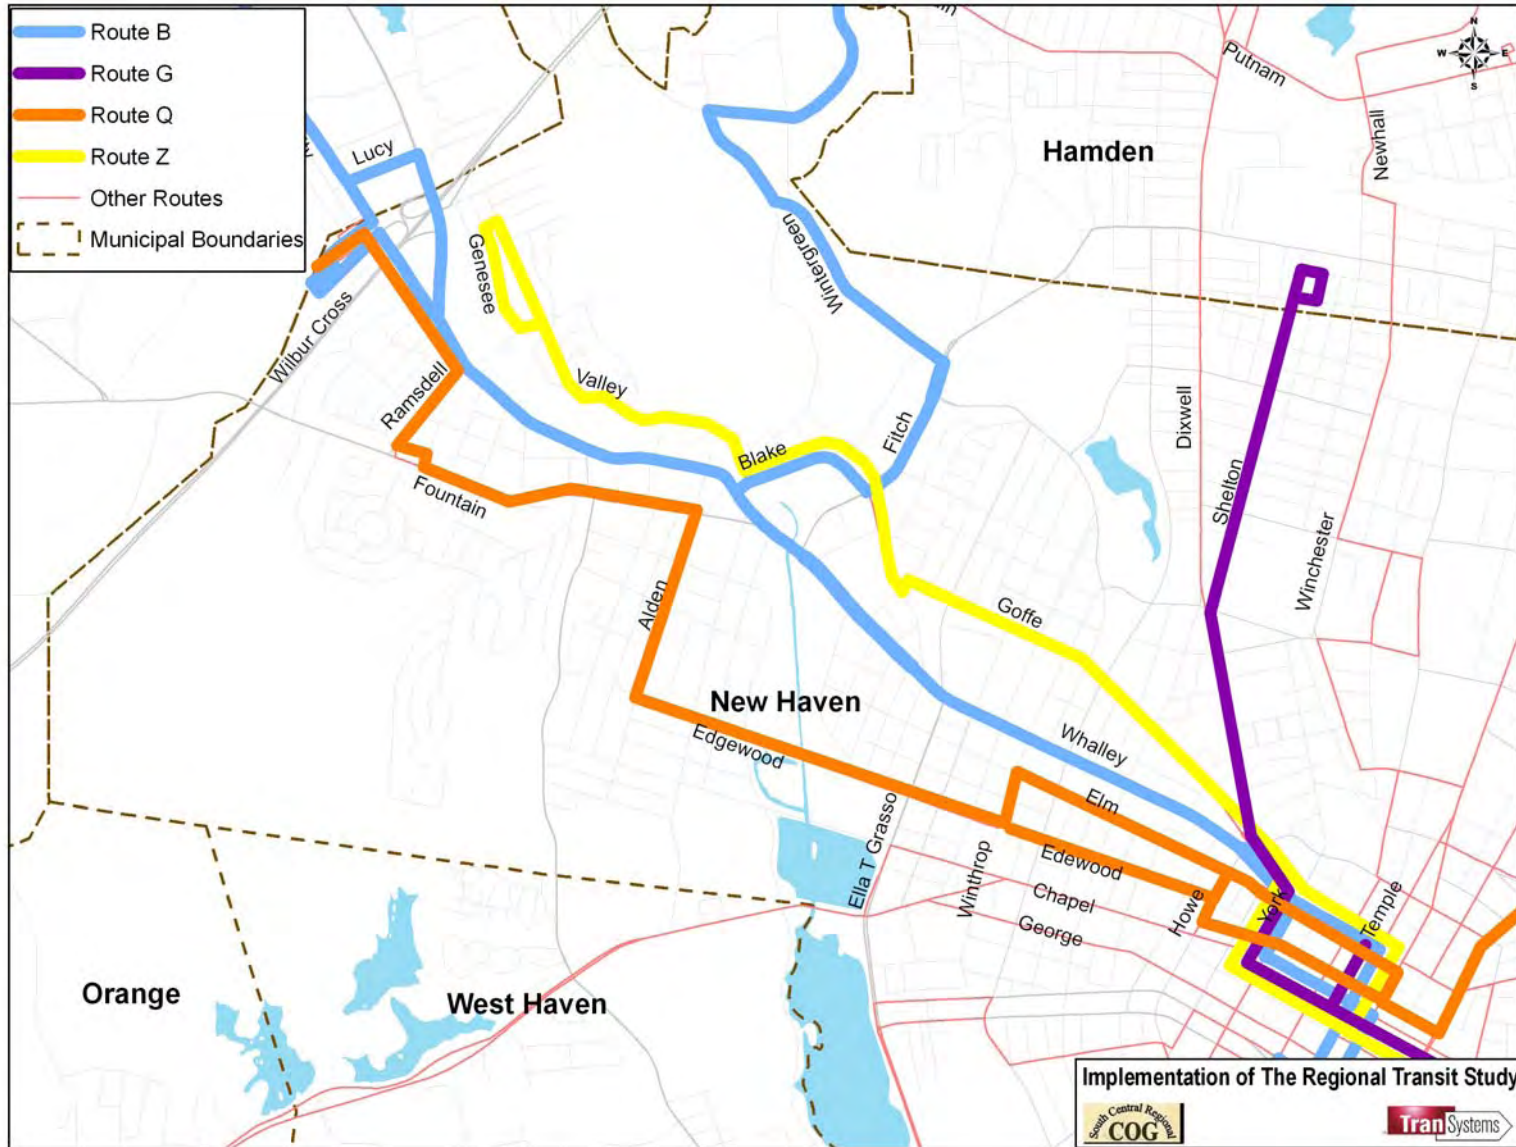 Route B
Route G
Route Q
Route Z
Other Routes
Municipal Boundaries
N
W
E
S
Putnam
Newhall
Hamden
Lucy
Wilbur Cross
Genesee
Wintergreen
Ramsdell
Valley
Blake
Fitch
Dixwell
Shelton
Winchester
Fountain
Alden
Goffe
New Haven
Edgewood
Whalley
Elm
Ella T Grasso
Winthrop
Edewood
Chapel
George
Howe
York
Temple
Orange
West Haven
Implementation of The Regional Transit Study
South Central Regional
COG
TranSystems